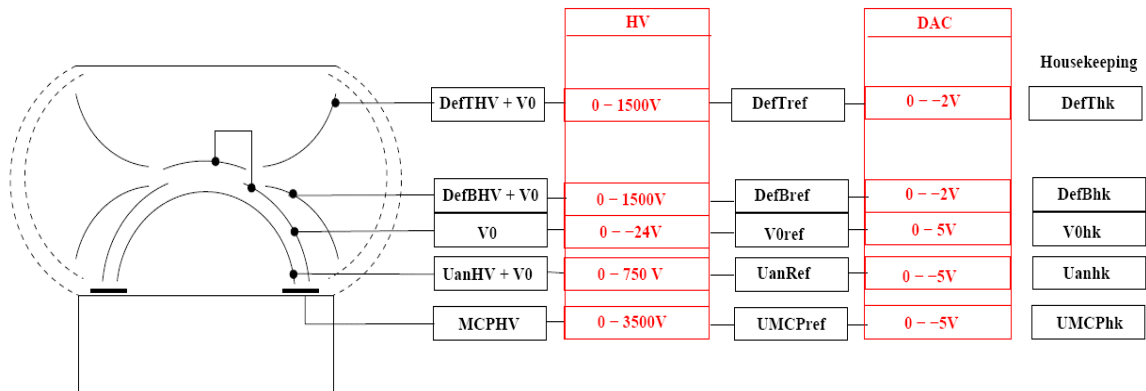 HV
DAC
Housekeeping
DefTHV + V0
0 – 1500V
DefTref
0 – –2V
DefThk
DefBHV + V0
0 – 1500V
DefBref
0 – –2V
DefBhk
V0
0 – –24V
V0ref
0 – 5V
V0hk
UanHV + V0
0 – 750 V
UanRef
0 – –5V
Uanhk
MCPHV
0 – 3500V
UMCPref
0 – –5V
UMCPhk